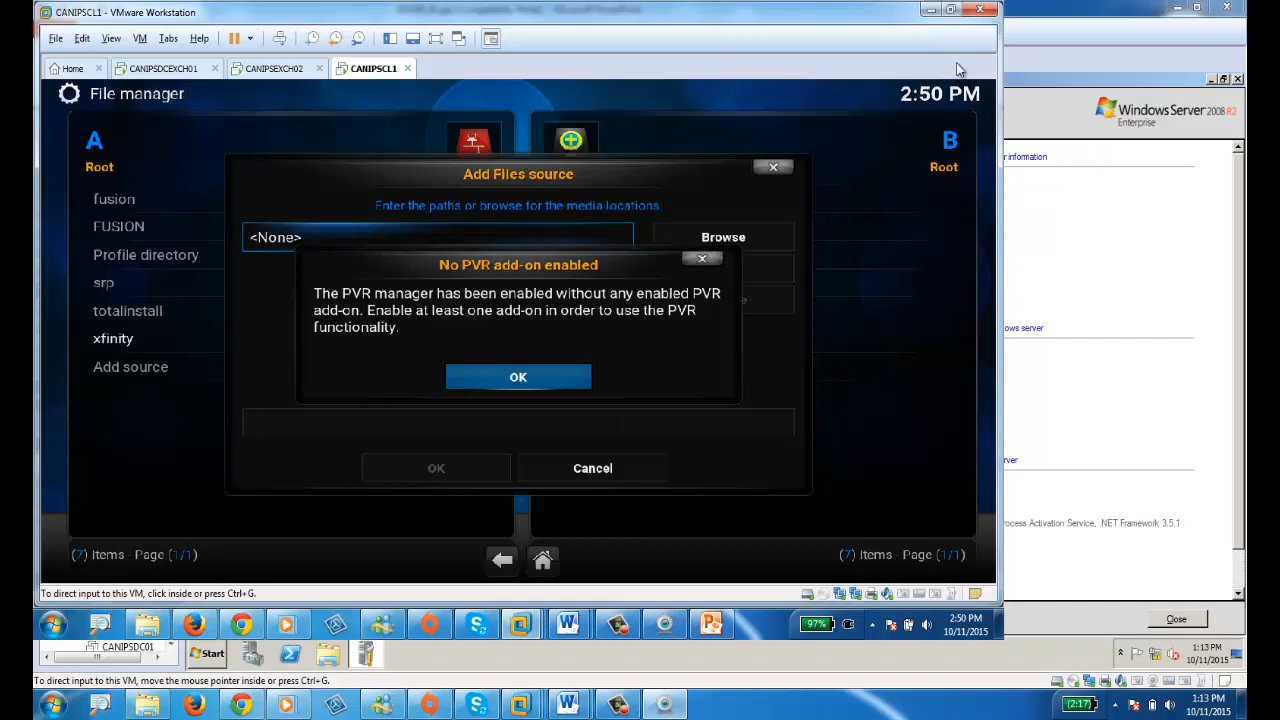 CANIPSCL1 - VMware Workstation
File Edit View VM Tabs Help
Home CANIPSDCEXCH01 CANIPSEXCH02 CANIPSCL1
File manager 2:50 PM
A B
Root Root
fusion
FUSION
Profile directory
srp
totalinstall
xfinity
Add source
Add Files source
Enter the paths or browse for the media locations.
<None> Browse
No PVR add-on enabled
The PVR manager has been enabled without any enabled PVR
add-on. Enable at least one add-on in order to use the PVR
functionality.
OK
OK Cancel
(7) Items - Page (1/1) (7) Items - Page (1/1)
To direct input to this VM, click inside or press Ctrl+G.
Windows Server 2008 R2
Enterprise
r information
ows server
rver
ocess Activation Service, .NET Framework 3.5.1
Close
97% 2:50 PM
10/11/2015
CANIPSDC01 Start 1:13 PM
10/11/2015
To direct input to this VM, move the mouse pointer inside or press Ctrl+G.
(2:17) 1:13 PM
10/11/2015